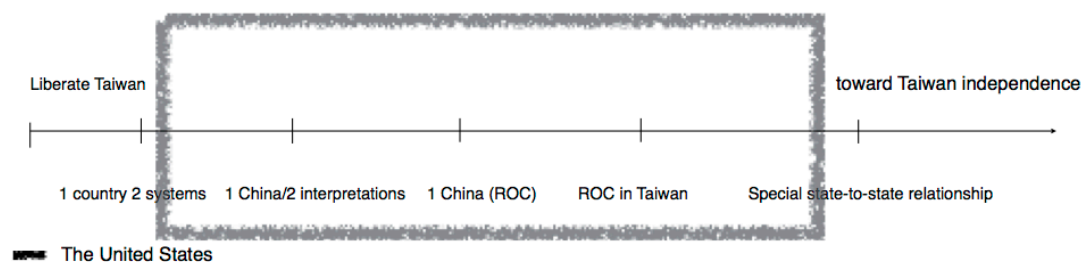 Liberate Taiwan
toward Taiwan independence
1 country 2 systems
1 China/2 interpretations
1 China (ROC)
ROC in Taiwan
Special state-to-state relationship
The United States